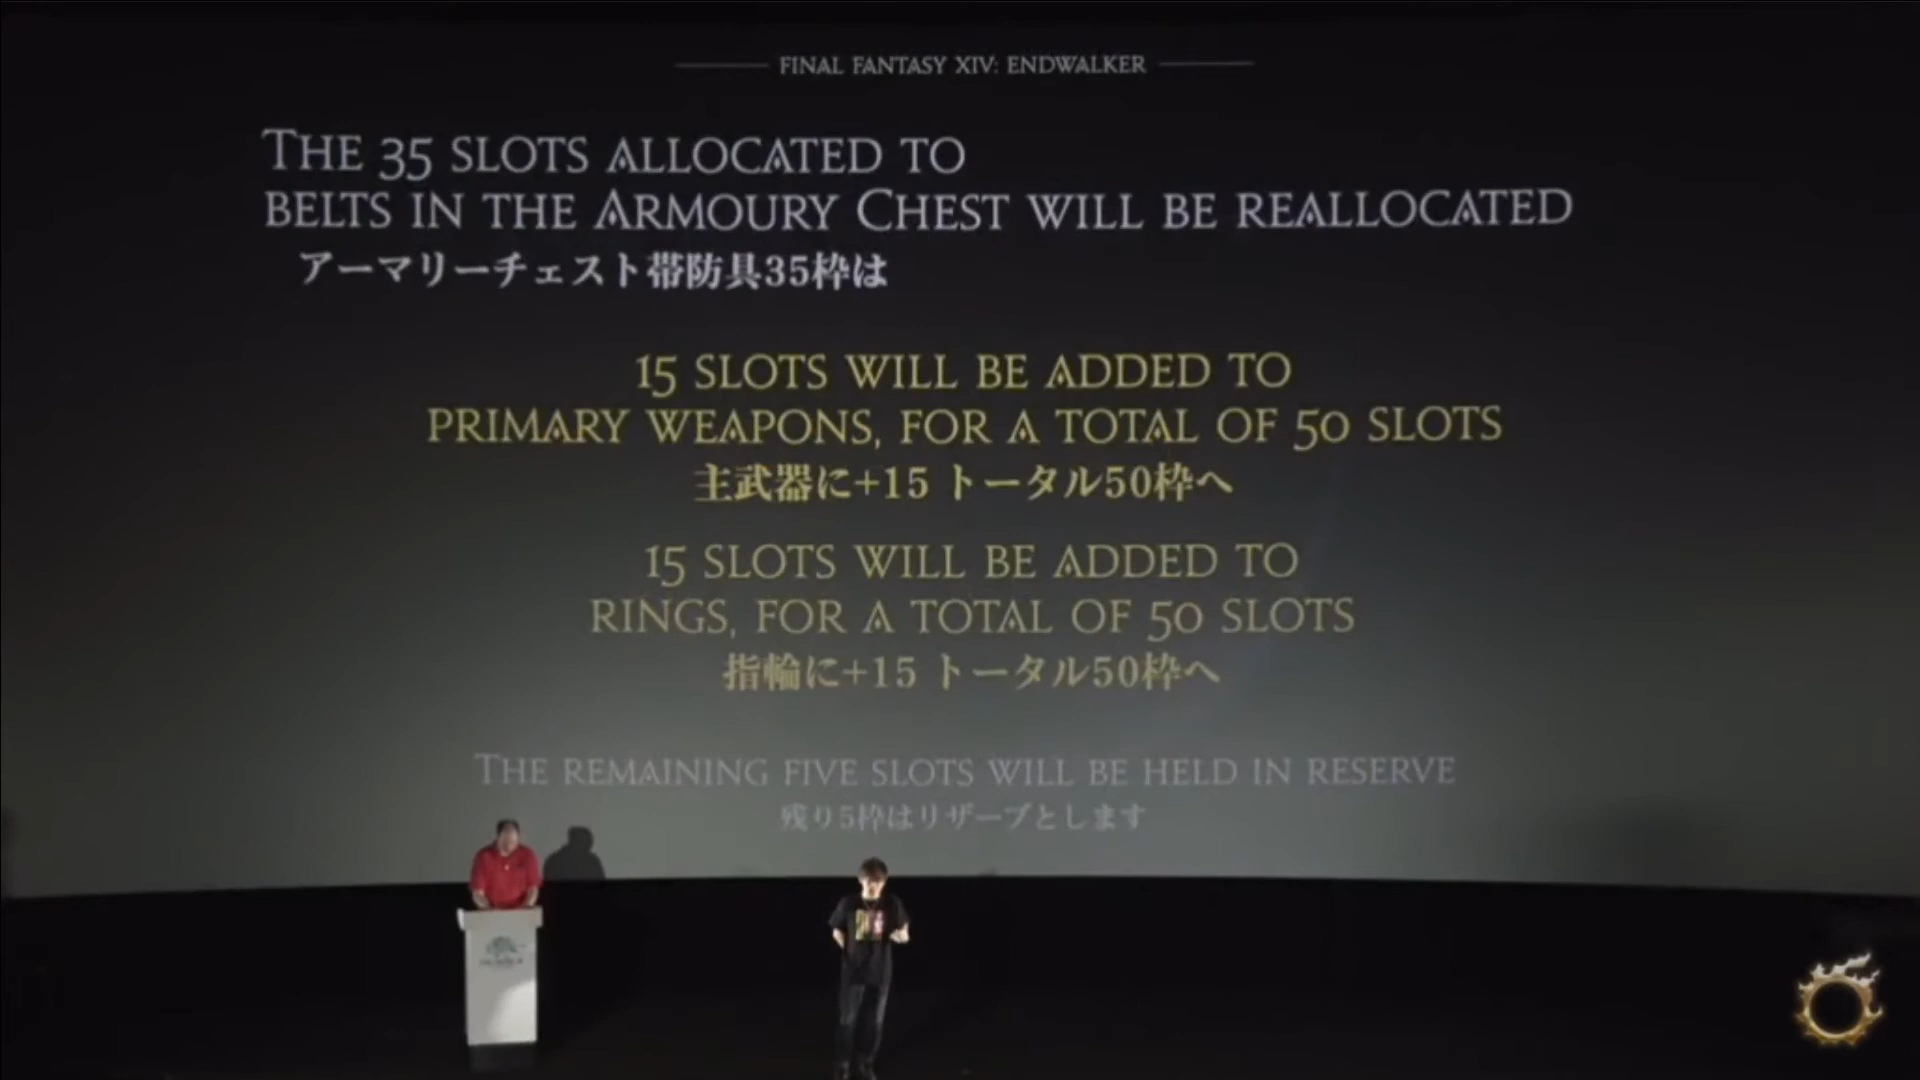 FINAL FANTASY XIV: ENDWALKER
THE 35 SLOTS ALLOCATED TO
BELTS IN THE ARMOURY CHEST WILL BE REALLOCATED
アーマリーチェスト帯防具35枠は
15 SLOTS WILL BE ADDED TO
PRIMARY WEAPONS, FOR A TOTAL OF 50 SLOTS
主武器に+15 トータル50枠へ
15 SLOTS WILL BE ADDED TO
RINGS, FOR A TOTAL OF 50 SLOTS
指輪に+15 トータル50枠へ
THE REMAINING FIVE SLOTS WILL BE HELD IN RESERVE
残り5枠はリザーブとします